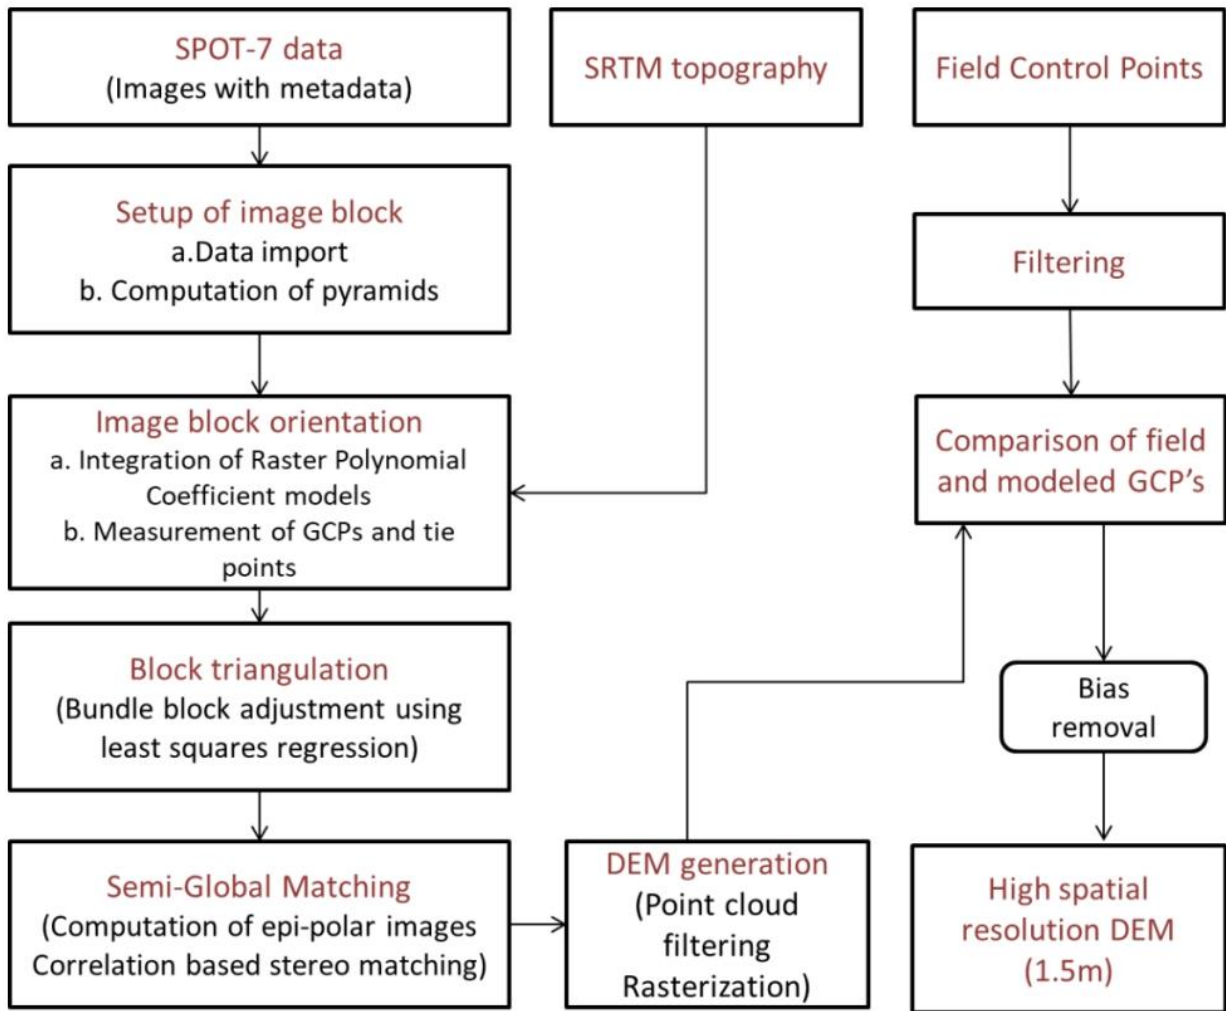 SPOT-7 data
(Images with metadata)
SRTM topography
Field Control Points
Setup of image block
a.Data import
b. Computation of pyramids
Filtering
Image block orientation
a. Integration of Raster Polynomial
Coefficient models
b. Measurement of GCPs and tie
points
Comparison of field
and modeled GCP's
Block triangulation
(Bundle block adjustment using
least squares regression)
Bias
removal
Semi-Global Matching
(Computation of epi-polar images
Correlation based stereo matching)
DEM generation
(Point cloud
filtering
Rasterization)
High spatial
resolution DEM
(1.5m)